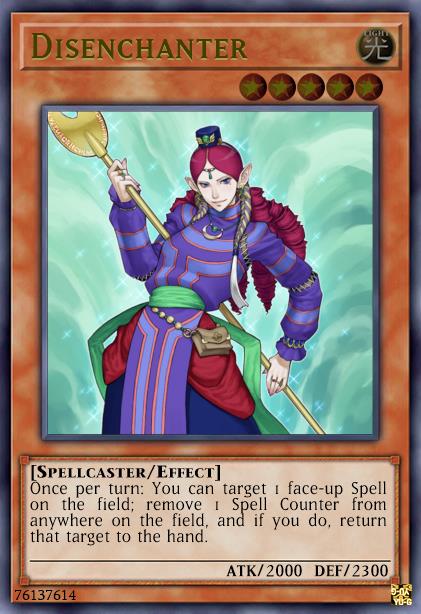 Disenchanter
LIGHT
光
[Spellcaster/Effect]
Once per turn: You can target 1 face-up Spell
on the field; remove 1 Spell Counter from
anywhere on the field, and if you do, return
that target to the hand.
ATK/2000 DEF/2300
76137614